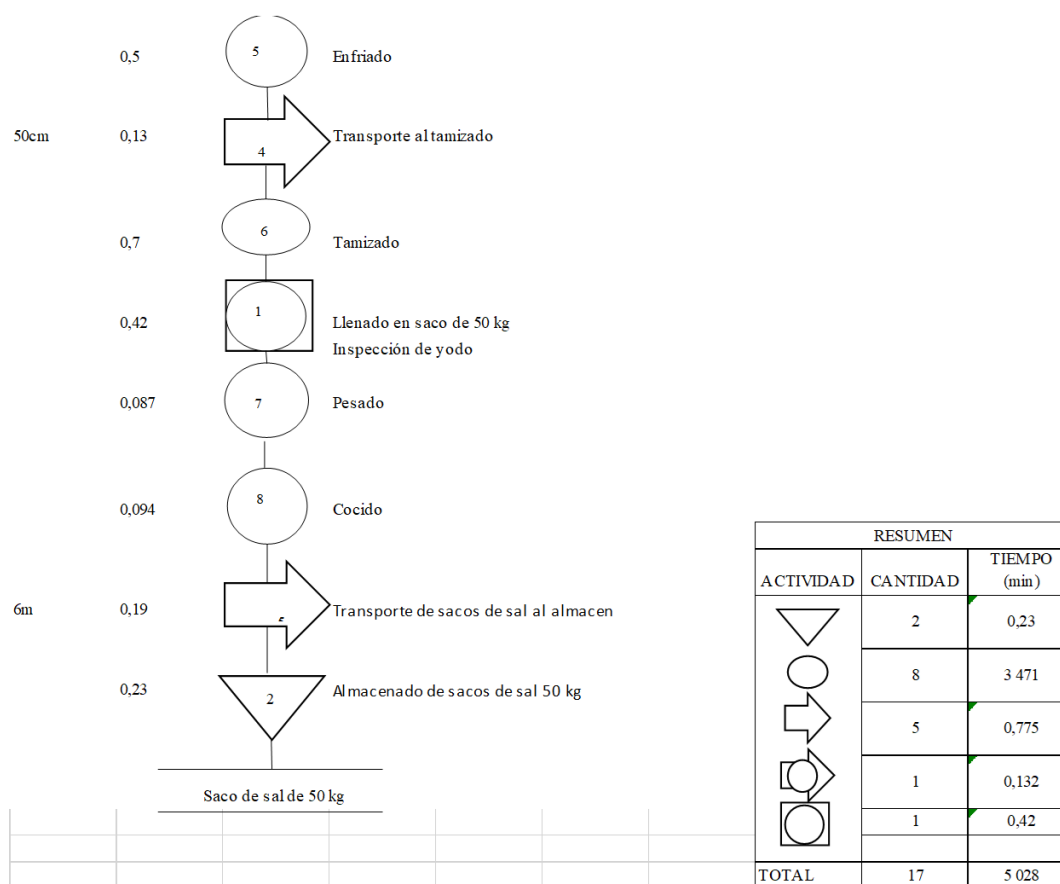 0,5 5 Enfriado
50cm 0,13 4 Transporte al tamizado
0,7 6 Tamizado
0,42 1 Llenado en saco de 50 kg
Inspección de yodo
0,087 7 Pesado
0,094 8 Cocido
6m 0,19 Transporte de sacos de sal al almacen
0,23 2 Almacenado de sacos de sal 50 kg
Saco de sal de 50 kg
RESUMEN
ACTIVIDAD CANTIDAD TIEMPO
(min)
2 0,23
8 3 471
5 0,775
1 0,132
1 0,42
TOTAL 17 5 028